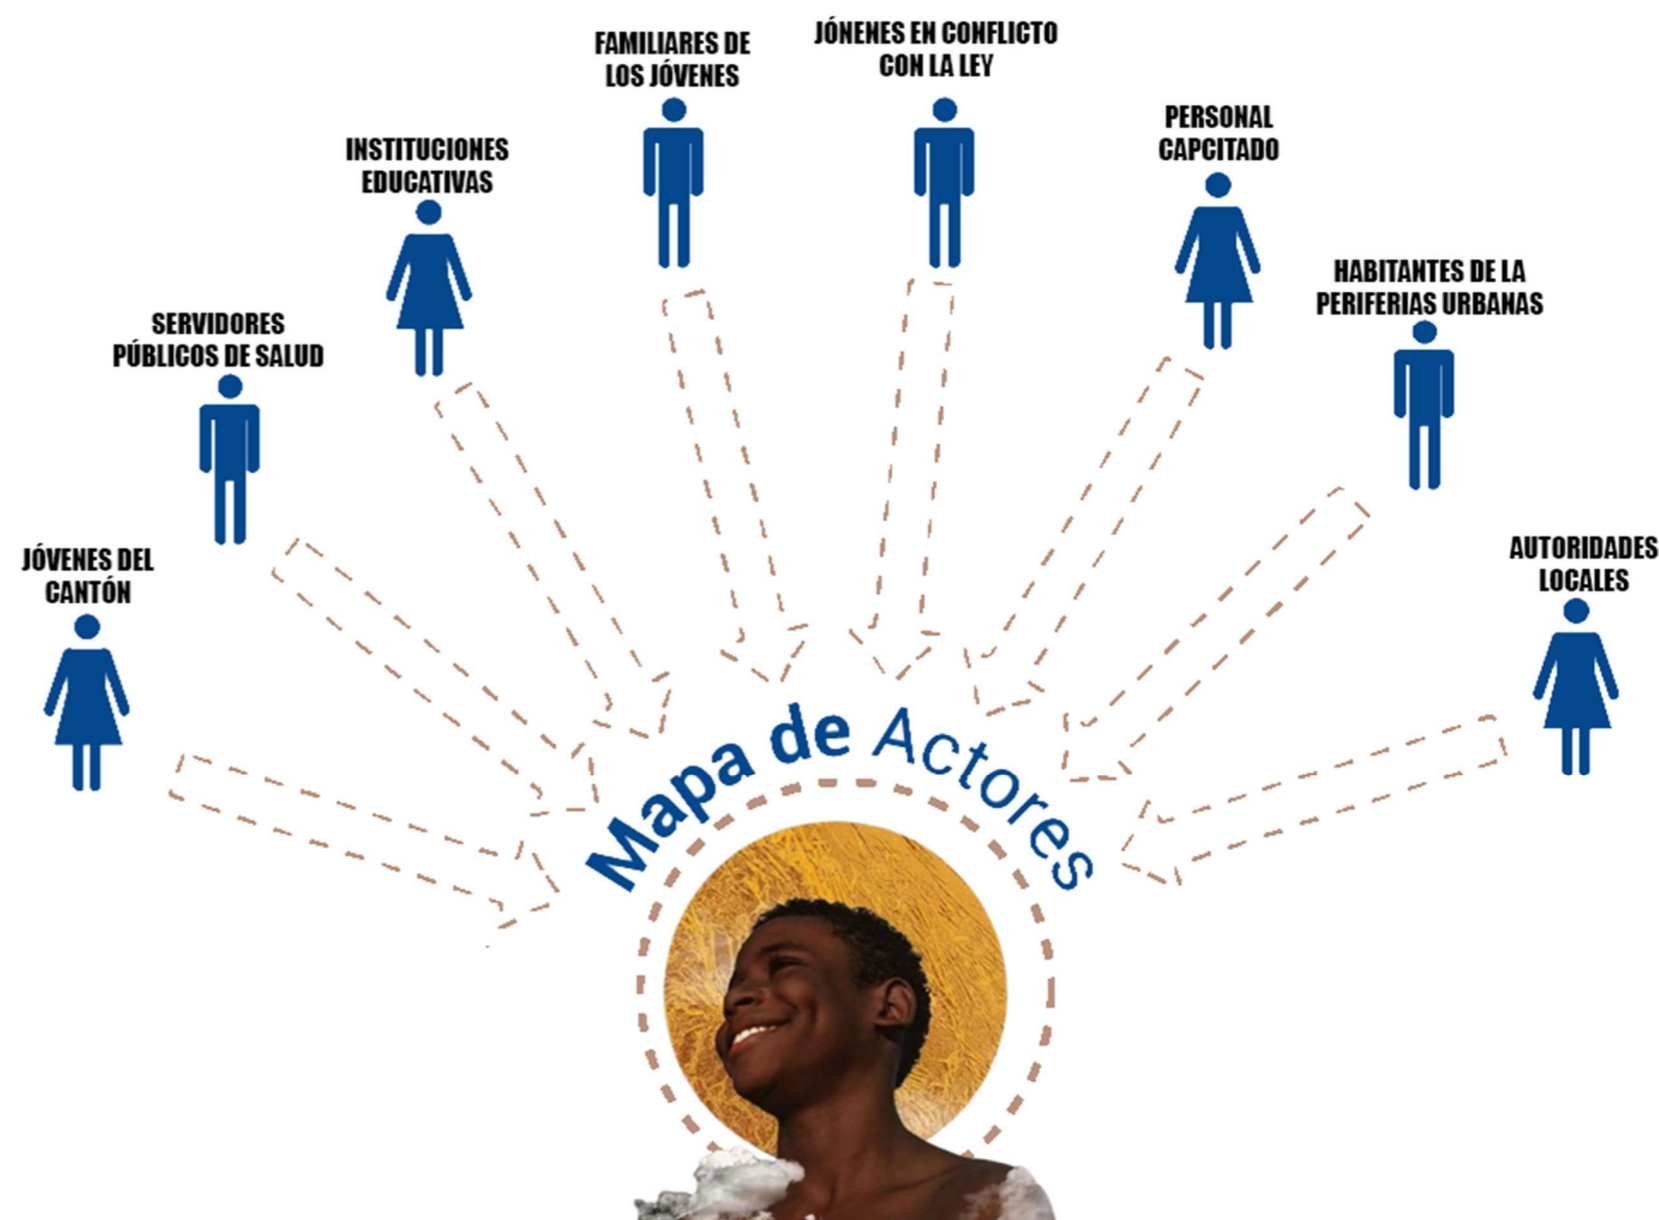 JÓNENES EN CONFLICTO
CON LA LEY
FAMILIARES DE
LOS JÓVENES
PERSONAL
CAPCITADO
INSTITUCIONES
EDUCATIVAS
HABITANTES DE LA
PERIFERIAS URBANAS
SERVIDORES
PÚBLICOS DE SALUD
AUTORIDADES
LOCALES
JÓVENES DEL
CANTÓN
Mapa de Actores